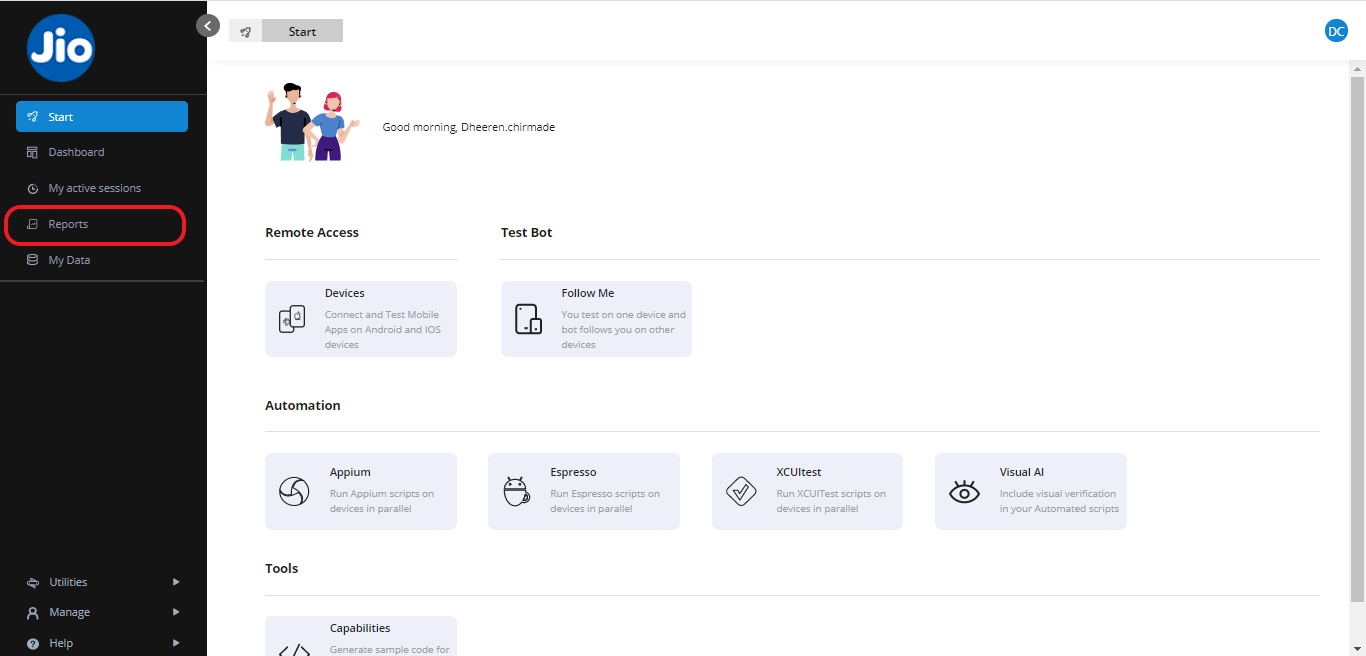 Jio
Start
Dashboard
My active sessions
Reports
My Data
Utilities
Manage
Help
Start
DC
Good morning, Dheeren.chirmade
Remote Access
Devices
Connect and Test Mobile
Apps on Android and IOS
devices
Test Bot
Follow Me
You test on one device and
bot follows you on other
devices
Automation
Appium
Run Appium scripts on
devices in parallel
Espresso
Run Espresso scripts on
devices in parallel
XCUItest
Run XCUITest scripts on
devices in parallel
Visual AI
Include visual verification
in your Automated scripts
Tools
Capabilities
Generate sample code for